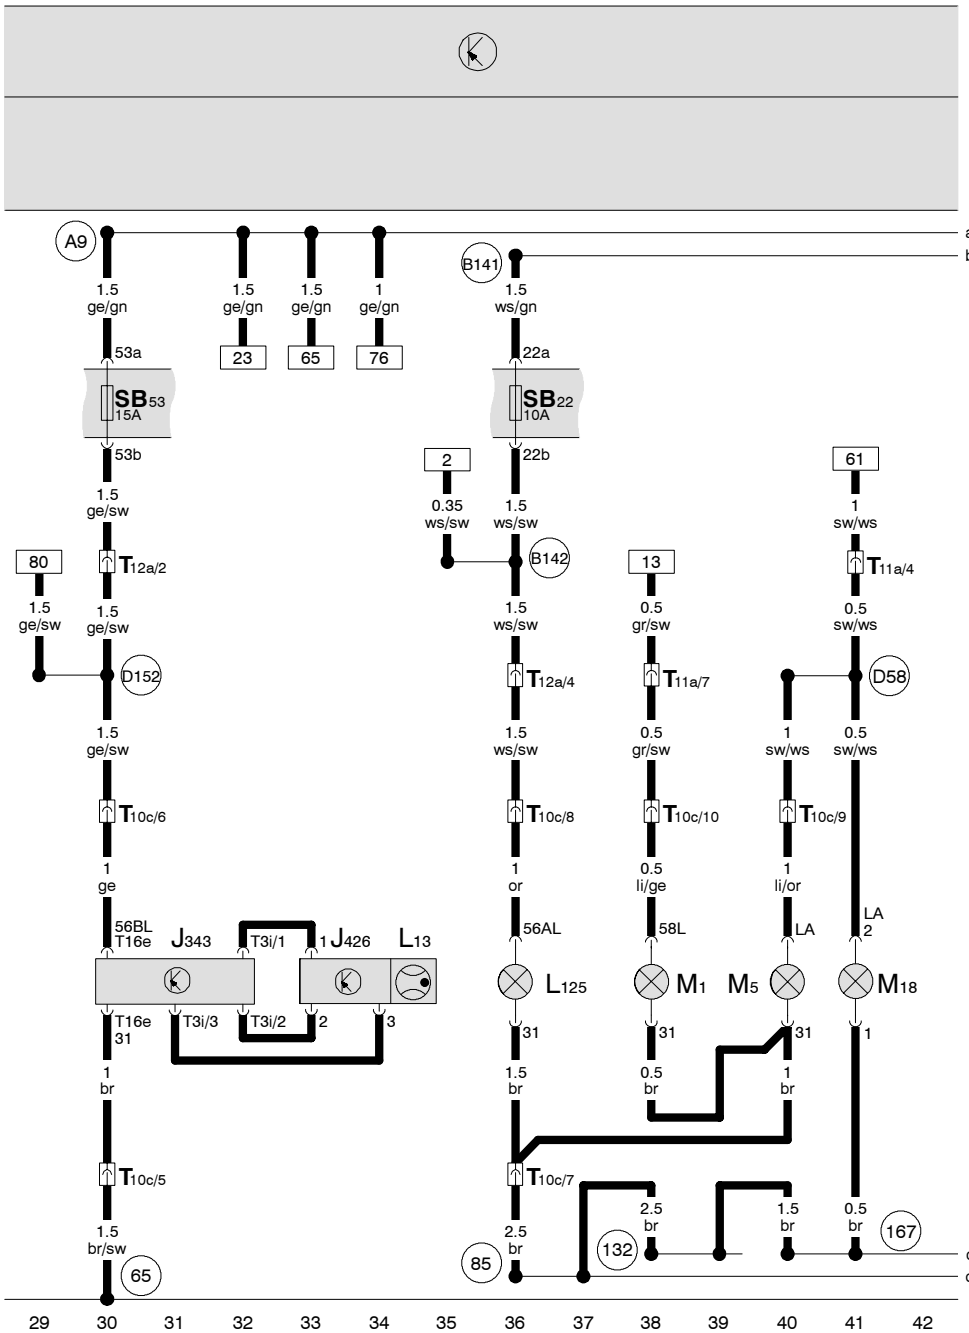 a
A9
B141
b
1.5
ge/gn
1.5
ge/gn
1.5
ge/gn
1
ge/gn
1.5
ws/gn
53a
23
65
76
22a
SB53
15A
SB22
10A
53b
22b
2
61
1.5
ge/sw
0.35
ws/sw
1.5
ws/sw
1
sw/ws
80
T12a/2
B142
13
T11a/4
1.5
ge/sw
1.5
ge/sw
1.5
ws/sw
0.5
gr/sw
0.5
sw/ws
D152
T12a/4
T11a/7
D58
1.5
ge/sw
1.5
ws/sw
0.5
gr/sw
1
sw/ws
0.5
sw/ws
T10c/6
T10c/8
T10c/10
T10c/9
1
ge
1
or
0.5
li/ge
1
li/or
56BL
T16e
J343
T3i/1
1
J426
L13
56AL
58L
LA
LA
2
L125
M1
M5
M18
T16e
31
T3i/3
T3i/2
2
3
31
31
31
1
1
br
1.5
br
0.5
br
1
br
T10c/5
T10c/7
1.5
br/sw
2.5
br
2.5
br
1.5
br
0.5
br
65
85
132
167
29 30 31 32 33 34 35 36 37 38 39 40 41 42